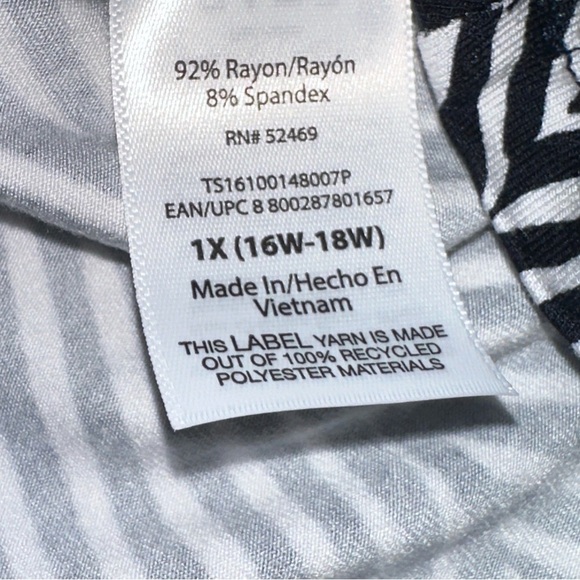 92% Rayon/Rayón
8% Spandex
RN# 52469
TS16100148007P
EAN/UPC 8 800287801657
1X (16W-18W)
Made In/Hecho En
Vietnam
THIS LABEL YARN IS MADE
OUT OF 100% RECYCLED
POLYESTER MATERIALS